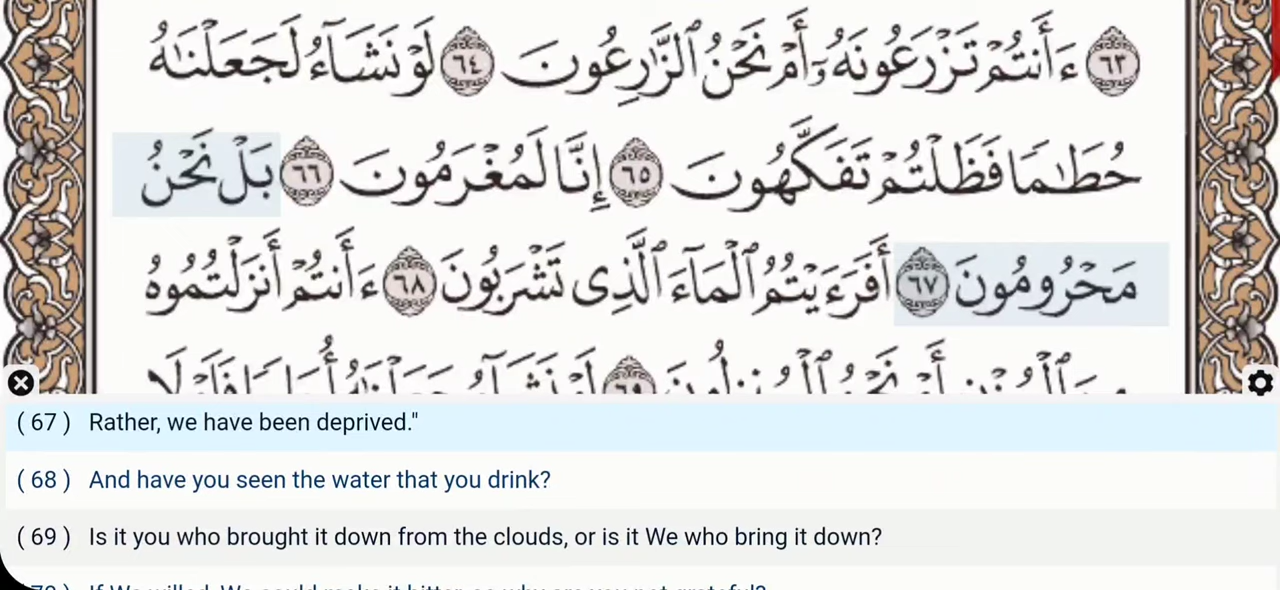 ٦٣ ءَأَنتُمْ تَزْرَعُونَهُۥٓ أَمْ نَحْنُ ٱلزَّٰرِعُونَ ٦٤ لَوْ نَشَآءُ لَجَعَلْنَٰهُ
حُطَٰمًا فَظَلْتُمْ تَفَكَّهُونَ ٦٥ إِنَّا لَمُغْرَمُونَ ٦٦ بَلْ نَحْنُ
مَحْرُومُونَ ٦٧ أَفَرَءَيْتُمُ ٱلْمَآءَ ٱلَّذِى تَشْرَبُونَ ٦٨ ءَأَنتُمْ أَنزَلْتُمُوهُ
( 67 ) Rather, we have been deprived."
( 68 ) And have you seen the water that you drink?
( 69 ) Is it you who brought it down from the clouds, or is it We who bring it down?